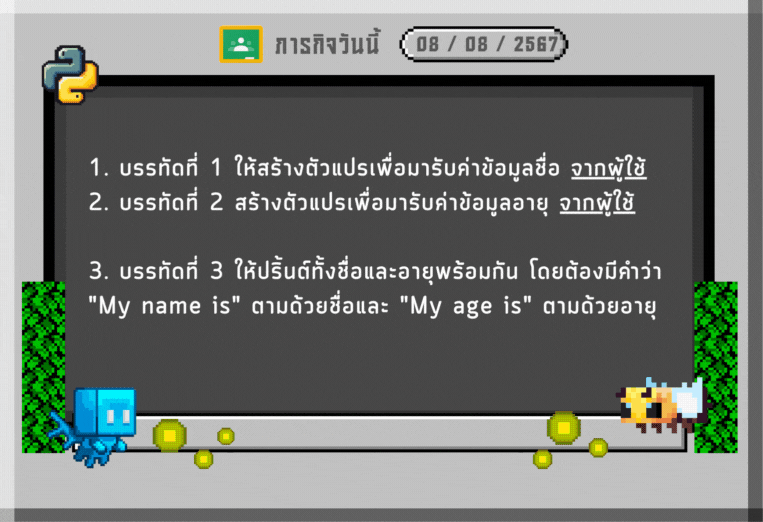 ภารกิจวันนี้ 08 / 08 / 2567
1. บรรทัดที่ 1 ให้สร้างตัวแปรเพื่อมารับค่าข้อมูลชื่อ จากผู้ใช้
2. บรรทัดที่ 2 สร้างตัวแปรเพื่อมารับค่าข้อมูลอายุ จากผู้ใช้
3. บรรทัดที่ 3 ให้ปริ้นต์ทั้งชื่อและอายุพร้อมกัน โดยต้องมีคำว่า
"My name is" ตามด้วยชื่อและ "My age is" ตามด้วยอายุ